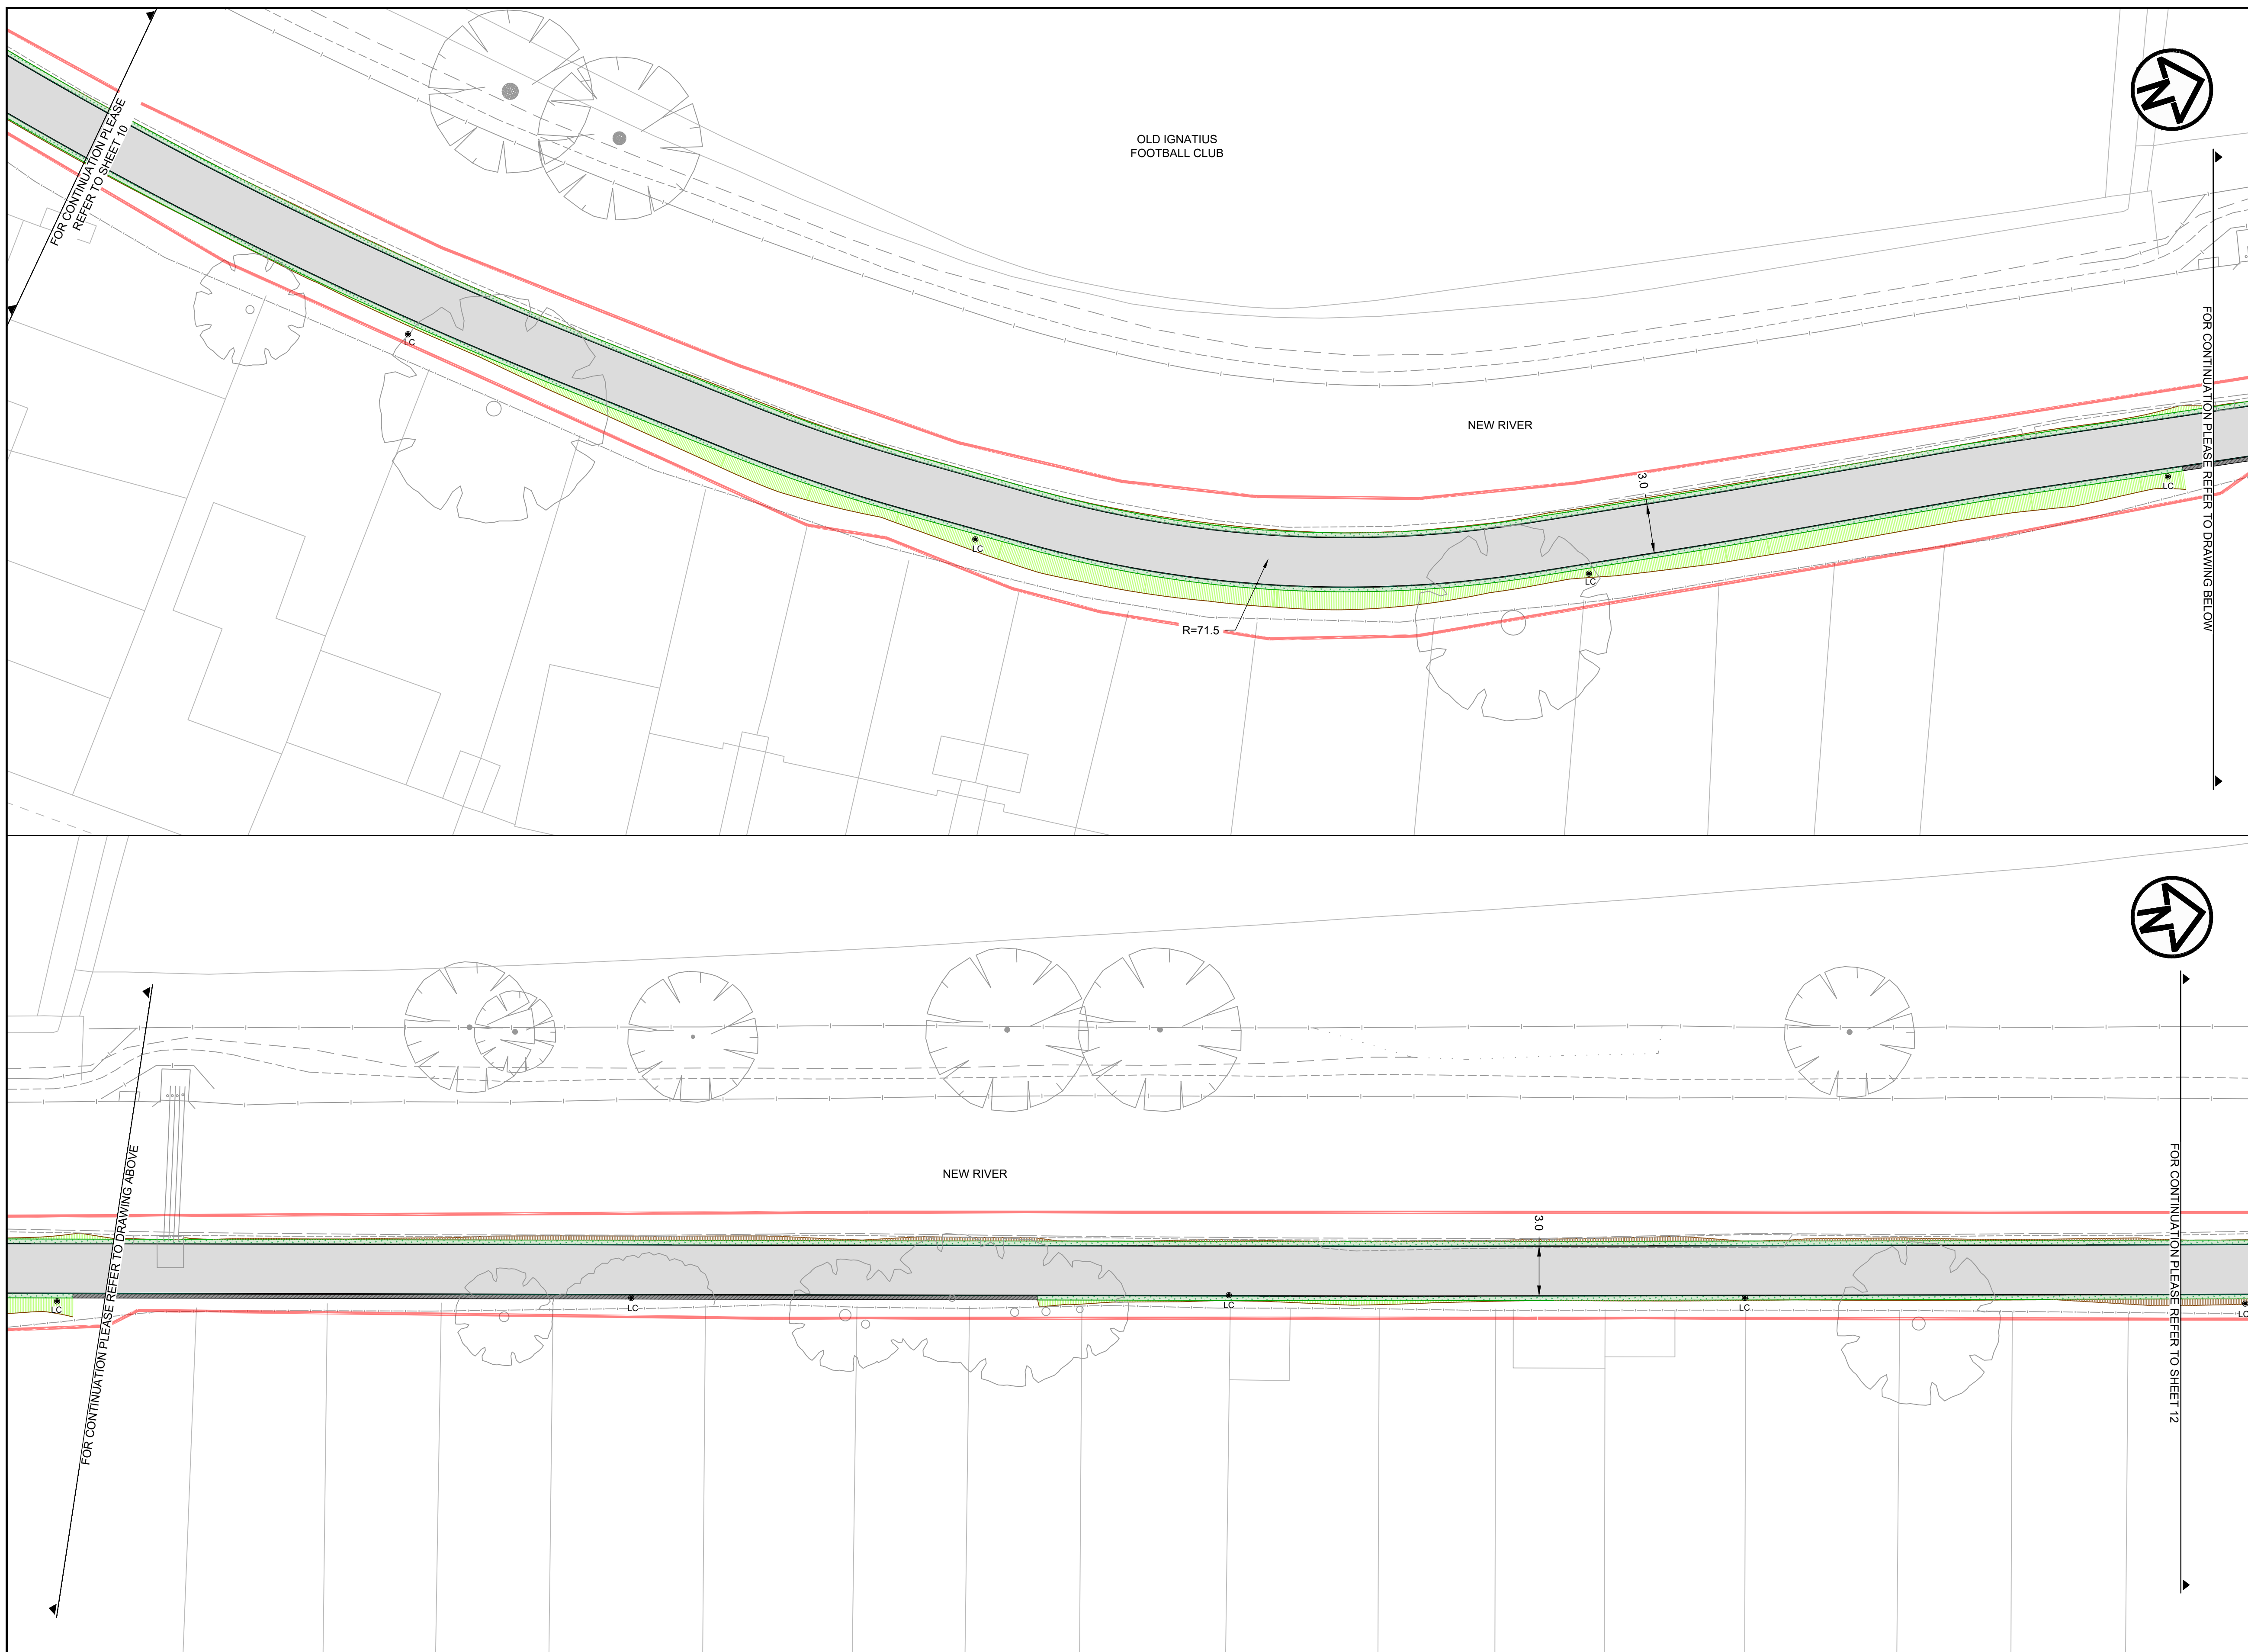 FOR CONTINUATION PLEASE
REFER TO SHEET 10
OLD IGNATIUS
FOOTBALL CLUB
N
LC
NEW RIVER
3.0
FOR CONTINUATION PLEASE REFER TO DRAWING BELOW
LC
LC
LC
R=71.5
N
FOR CONTINUATION PLEASE REFER TO DRAWING ABOVE
NEW RIVER
3.0
FOR CONTINUATION PLEASE REFER TO SHEET 12
LC
LC
LC
LC
LC